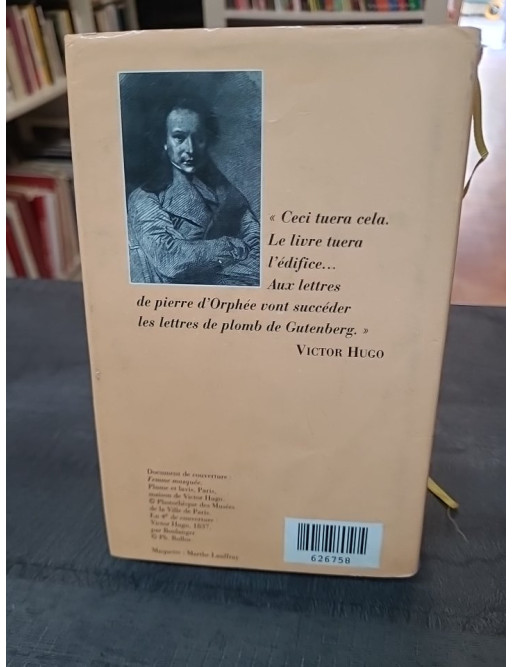 « Ceci tuera cela.
Le livre tuera
l'édifice...
Aux lettres
de pierre d'Orphée vont succéder
les lettres de plomb de Gutenberg. »
VICTOR HUGO
Document de couverture :
Femme masquée.
Plume et lavis, Paris,
maison de Victor Hugo.
© Photothèque des Musées
de la Ville de Paris.
En 4e de couverture :
Victor Hugo, 1837,
par Boulanger
© Ph. Bulloz.
Maquette : Marthe Lauffray
626758